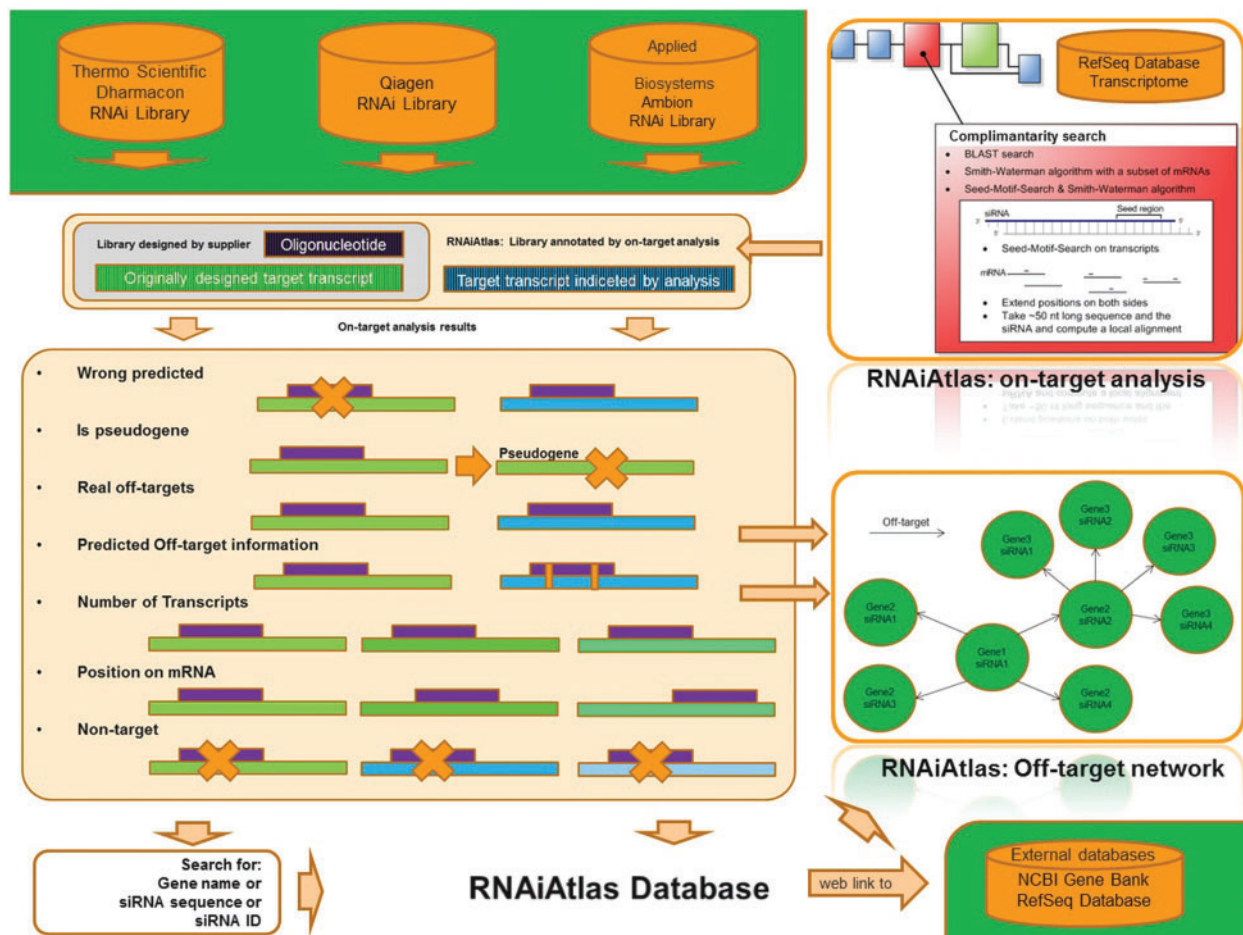 Thermo Scientific
Dharmacon
RNAi Library
Qiagen
RNAi Library
Applied
Biosystems
Ambion
RNAi Library
RefSeq Database
Transcriptome
Complimantarity search
• BLAST search
• Smith-Waterman algorithm with a subset of mRNAs
• Seed-Motif-Search & Smith-Waterman algorithm
siRNA
Seed region
3' 5'
5' 3'
• Seed-Motif-Search on transcripts
mRNA
• Extend positions on both sides
• Take ~50 nt long sequence and the
siRNA and compute a local alignment
RNAiAtlas: on-target analysis
Library designed by supplier
Oligonucleotide
Originally designed target transcript
RNAiAtlas: Library annotated by on-target analysis
Target transcript indiceted by analysis
On-target analysis results
• Wrong predicted
• Is pseudogene
Pseudogene
• Real off-targets
• Predicted Off-target information
• Number of Transcripts
• Position on mRNA
• Non-target
Off-target
Gene3
siRNA2
Gene3
siRNA1
Gene3
siRNA3
Gene2
siRNA1
Gene2
siRNA2
Gene3
siRNA4
Gene1
siRNA1
Gene2
siRNA3
Gene2
siRNA4
RNAiAtlas: Off-target network
Search for:
Gene name or
siRNA sequence or
siRNA ID
RNAiAtlas Database
web link to
External databases
NCBI Gene Bank
RefSeq Database